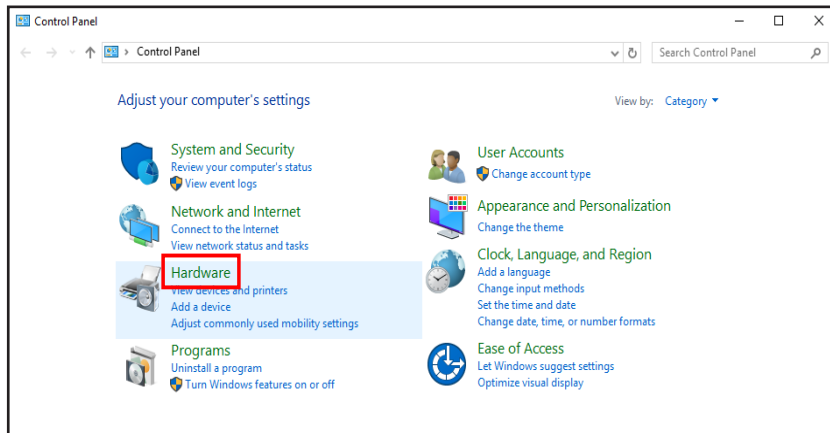 Control Panel
Control Panel
Search Control Panel
Adjust your computer's settings
View by: Category
System and Security
Review your computer's status
View event logs
Network and Internet
Connect to the Internet
View network status and tasks
Hardware
View devices and printers
Add a device
Adjust commonly used mobility settings
Programs
Uninstall a program
Turn Windows features on or off
User Accounts
Change account type
Appearance and Personalization
Change the theme
Clock, Language, and Region
Add a language
Change input methods
Set the time and date
Change date, time, or number formats
Ease of Access
Let Windows suggest settings
Optimize visual display